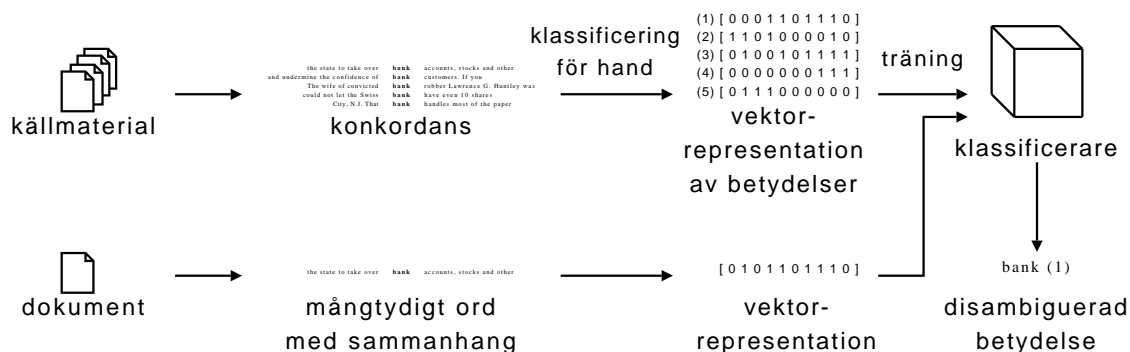 källmaterial
the state to take over bank accounts, stocks and other
and undermine the confidence of bank customers. If you
The wife of convicted bank robber Lawrence G. Huntley was
could not let the Swiss bank have even 10 shares
City, N.J. That bank handles most of the paper
konkordans
klassificering
för hand
(1) [ 0 0 0 1 1 0 1 1 1 0 ]
(2) [ 1 1 0 1 0 0 0 0 1 0 ]
(3) [ 0 1 0 0 1 0 1 1 1 1 ]
(4) [ 0 0 0 0 0 0 0 1 1 1 ]
(5) [ 0 1 1 1 0 0 0 0 0 0 ]
vektor-
representation
av betydelser
träning
klassificerare
dokument
the state to take over bank accounts, stocks and other
mångtydigt ord
med sammanhang
[ 0 1 0 1 1 0 1 1 1 0 ]
vektor-
representation
bank (1)
disambiguerad
betydelse